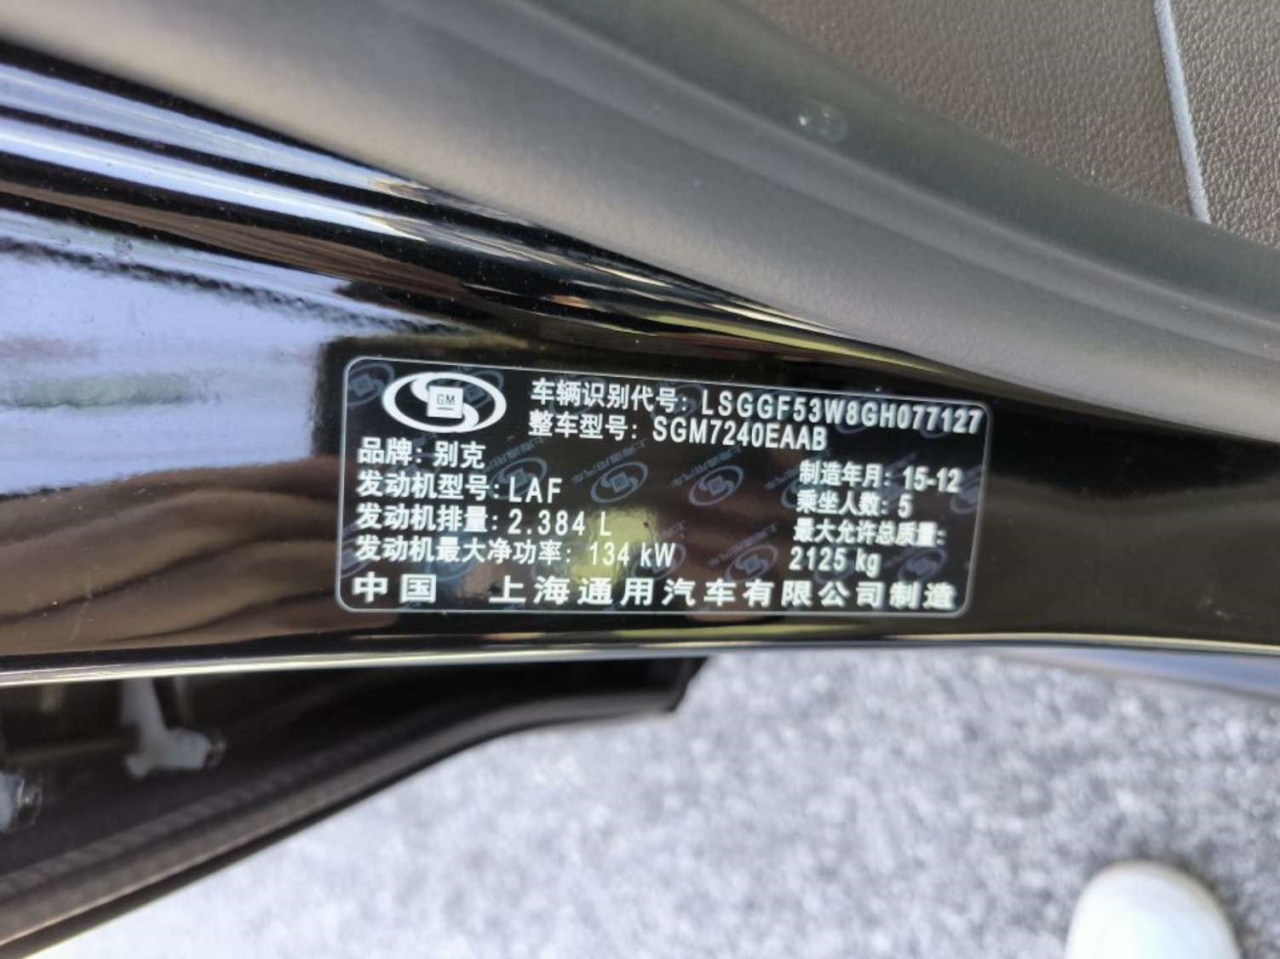 GM
车辆识别代号: LSGGF53W8GH077127
整车型号: SGM7240EAAB
品牌: 别克
制造年月: 15-12
发动机型号: LAF
乘坐人数: 5
发动机排量: 2.384 L
最大允许总质量:
发动机最大净功率: 134 kW
2125 kg
中国 上海通用汽车有限公司制造